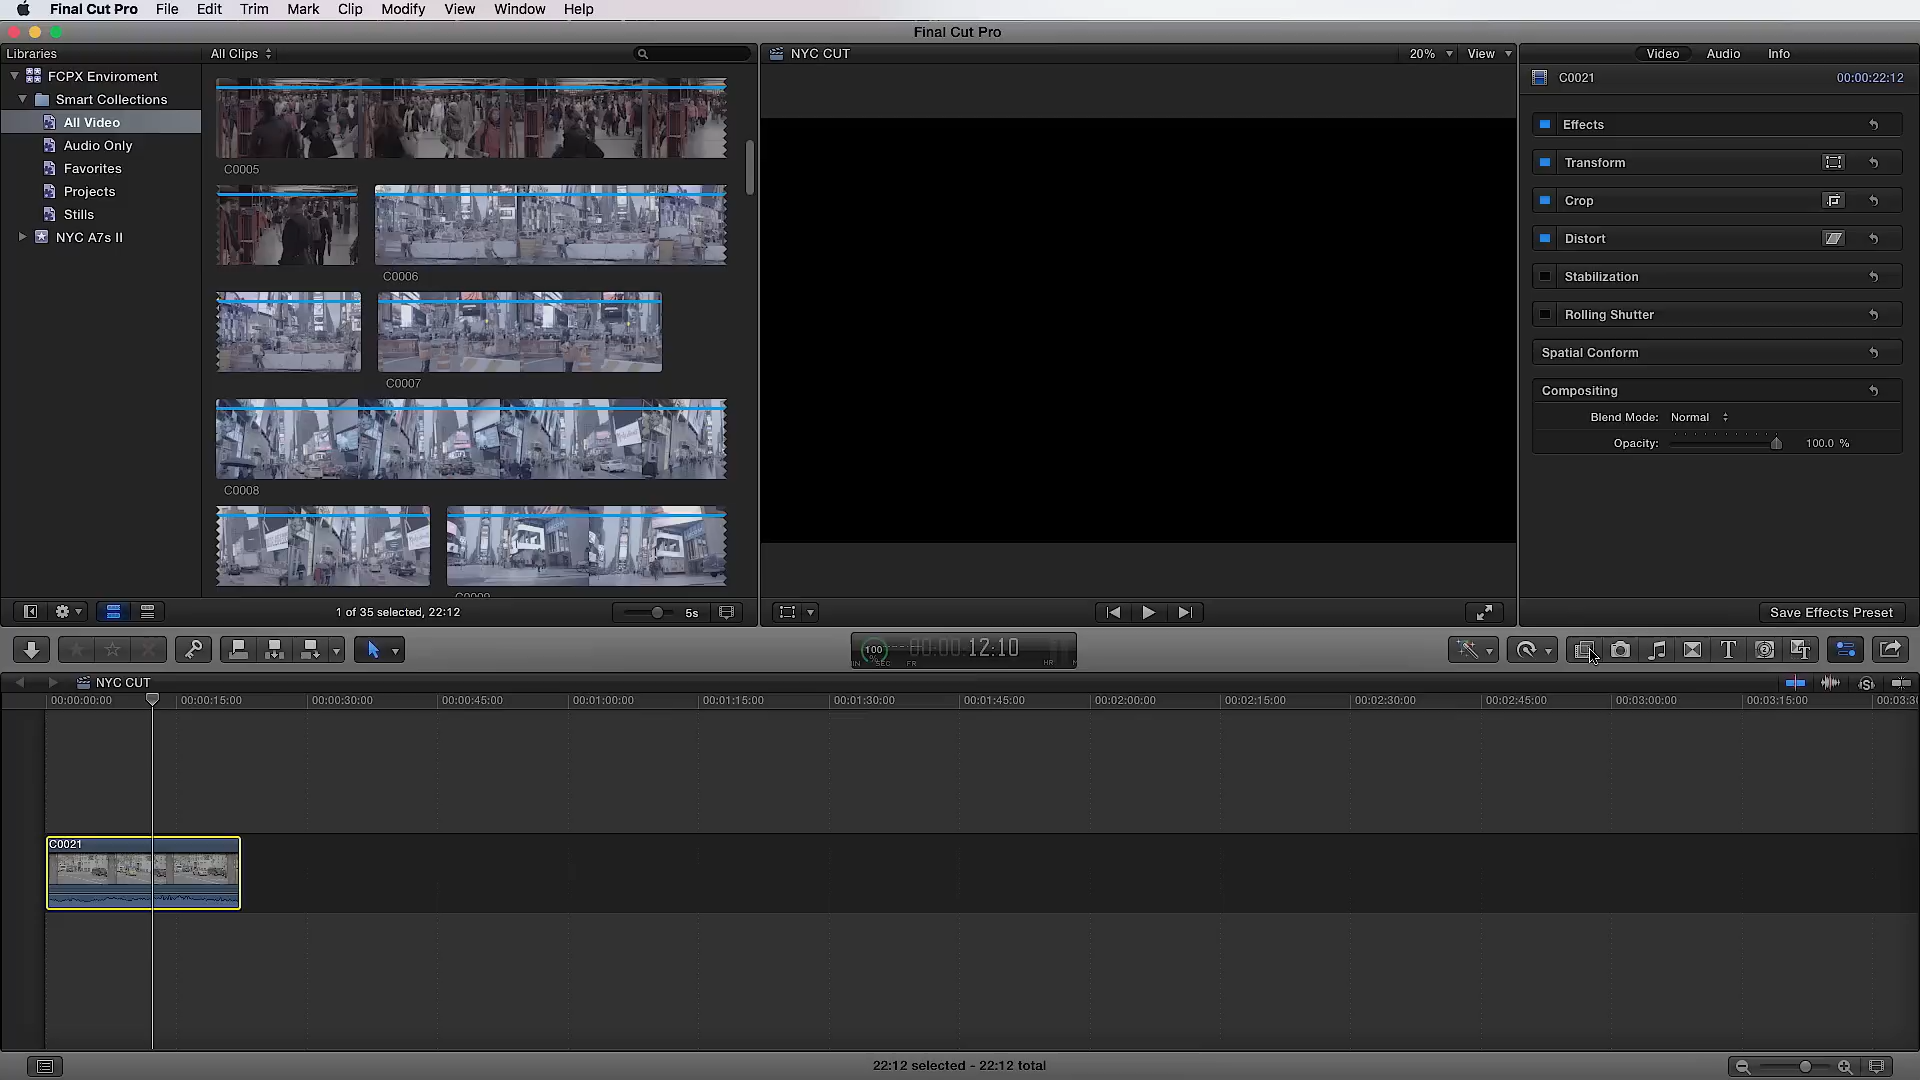 Final Cut Pro File Edit Trim Mark Clip Modify View Window Help
Final Cut Pro
Libraries
All Clips
NYC CUT
20% View
Video Audio Info
FCPX Enviroment
Smart Collections
All Video
Audio Only
Favorites
Projects
Stills
NYC A7s II
C0005
C0006
C0007
C0008
C0009
C0021 00:00:22:12
Effects
Transform
Crop
Distort
Stabilization
Rolling Shutter
Spatial Conform
Compositing
Blend Mode: Normal
Opacity: 100.0 %
1 of 35 selected, 22:12
5s
Save Effects Preset
100 % 00:00:12:10
NYC CUT
00:00:00:00 00:00:15:00 00:00:30:00 00:00:45:00 00:01:00:00 00:01:15:00 00:01:30:00 00:01:45:00 00:02:00:00 00:02:15:00 00:02:30:00 00:02:45:00 00:03:00:00 00:03:15:00
C0021
22:12 selected - 22:12 total